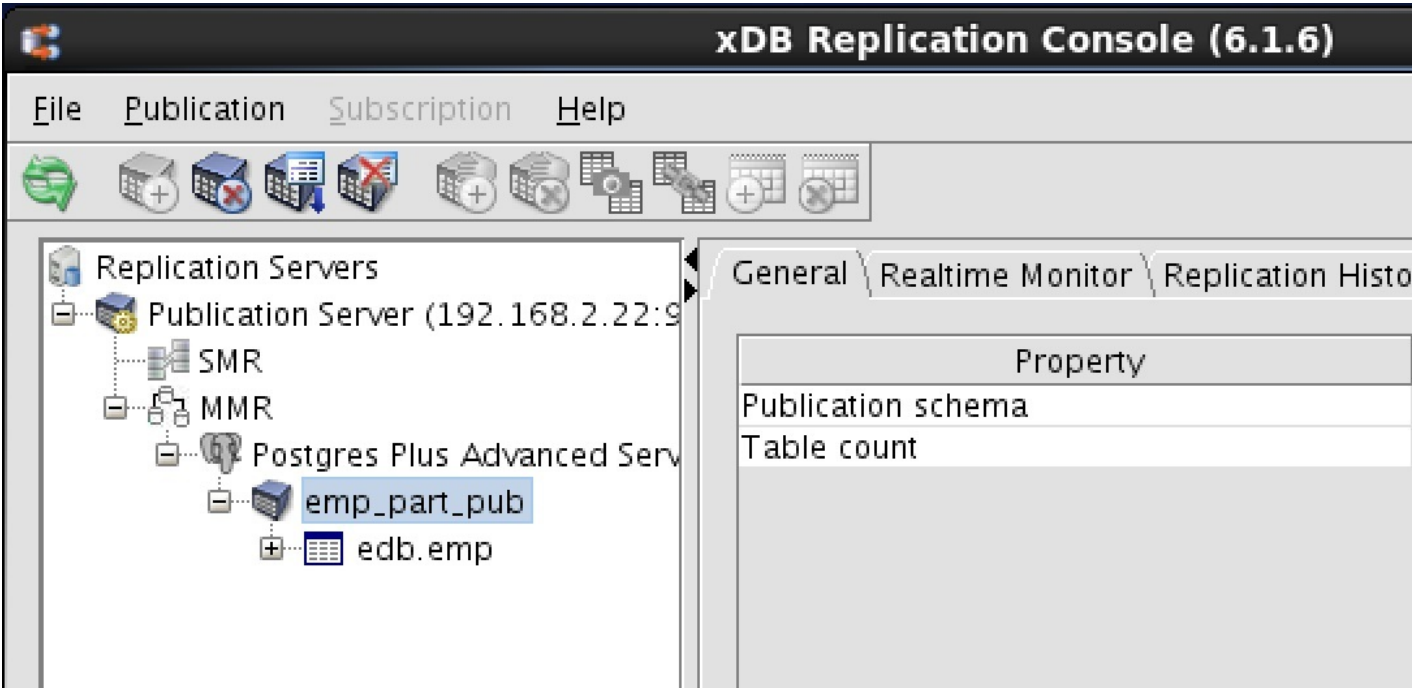 xDB Replication Console (6.1.6)
File Publication Subscription Help
Replication Servers
Publication Server (192.168.2.22:9
SMR
MMR
Postgres Plus Advanced Serv
emp_part_pub
edb.emp
General Realtime Monitor Replication Histo
Property
Publication schema
Table count